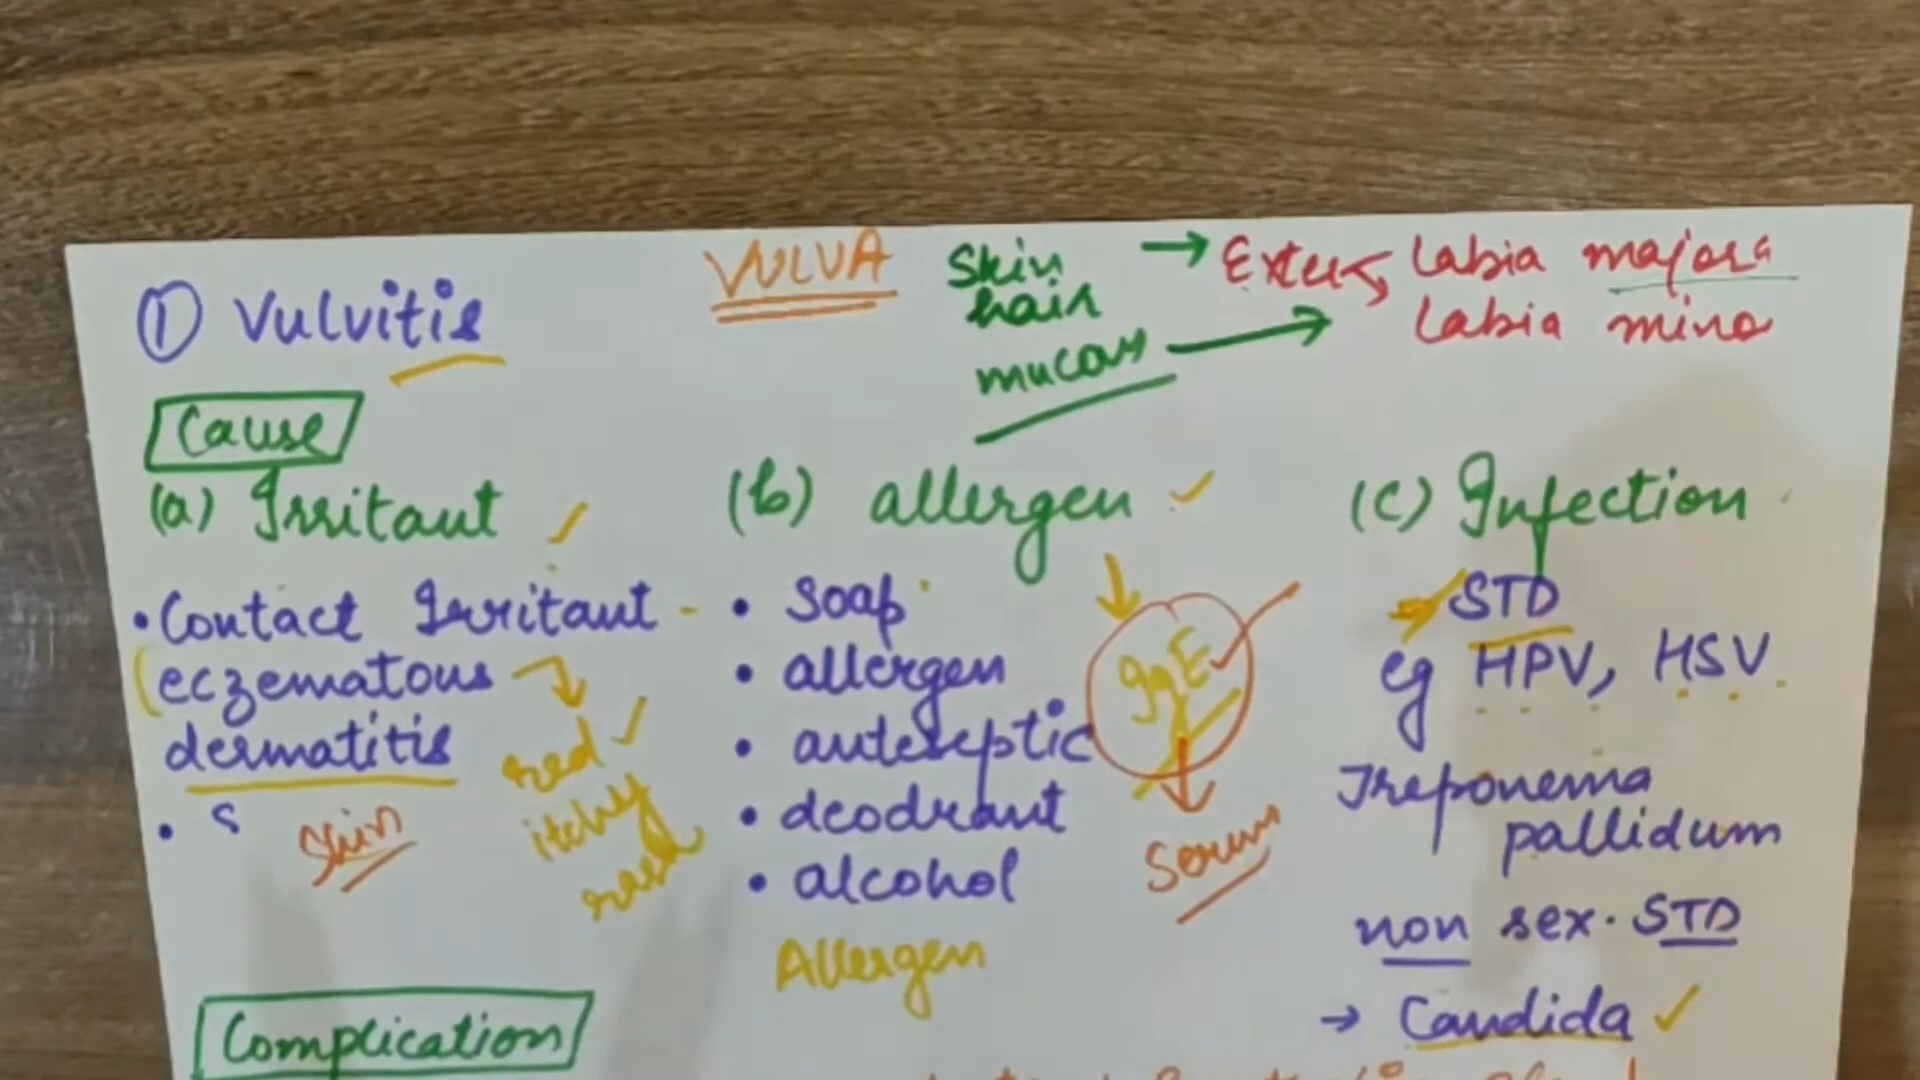 VULVA
Skin → Exter Labia majora
hair
mucous → Labia mino
① Vulvitis
Cause
(a) Irritant
• Contact Irritant
(eczematous
dermatitis
• S
Skin
red
itchy
rash
(b) allergen
• soap
• allergen
• anteseptic
• deodrant
• alcohol
Allergen
IgE
Serum
(c) Infection
STD
eg HPV, HSV
Treponema
pallidum
non sex. STD
→ Candida
Complication